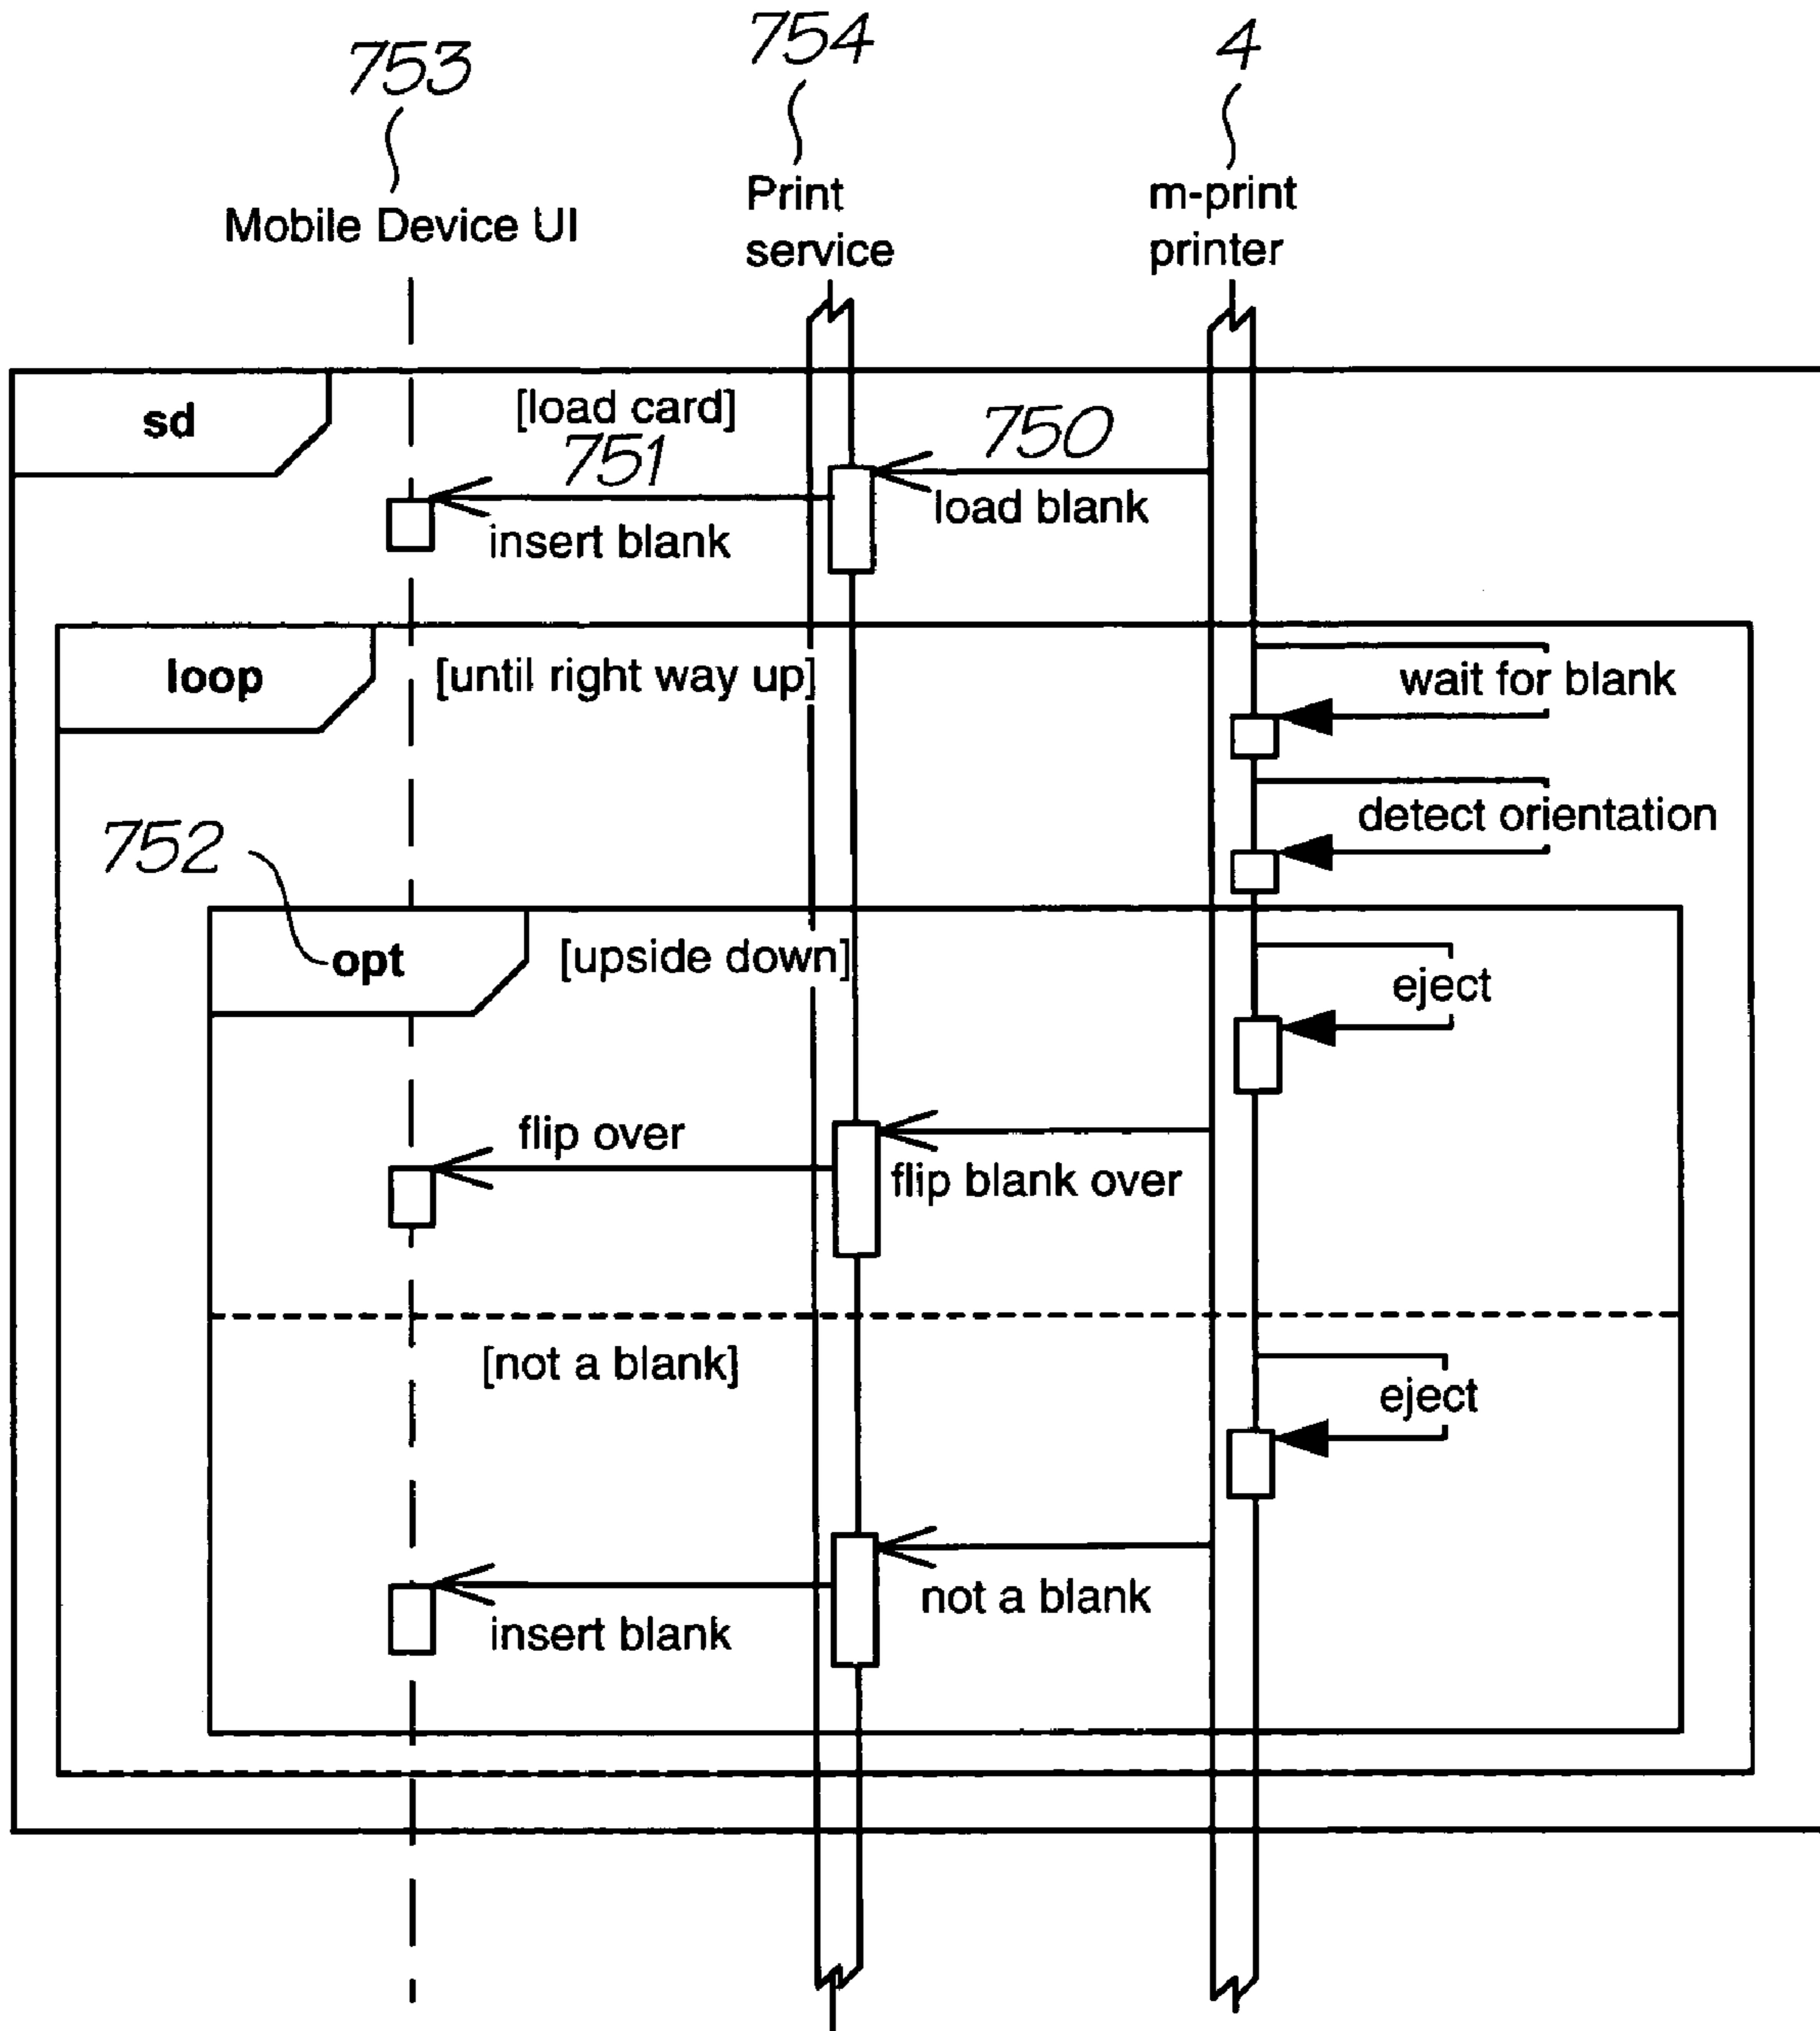 753
754
4
Mobile Device UI
Print
service
m-print
printer
sd
[load card]
751
750
insert blank
load blank
loop
[until right way up]
wait for blank
detect orientation
752
opt
[upside down]
eject
flip over
flip blank over
[not a blank]
eject
not a blank
insert blank